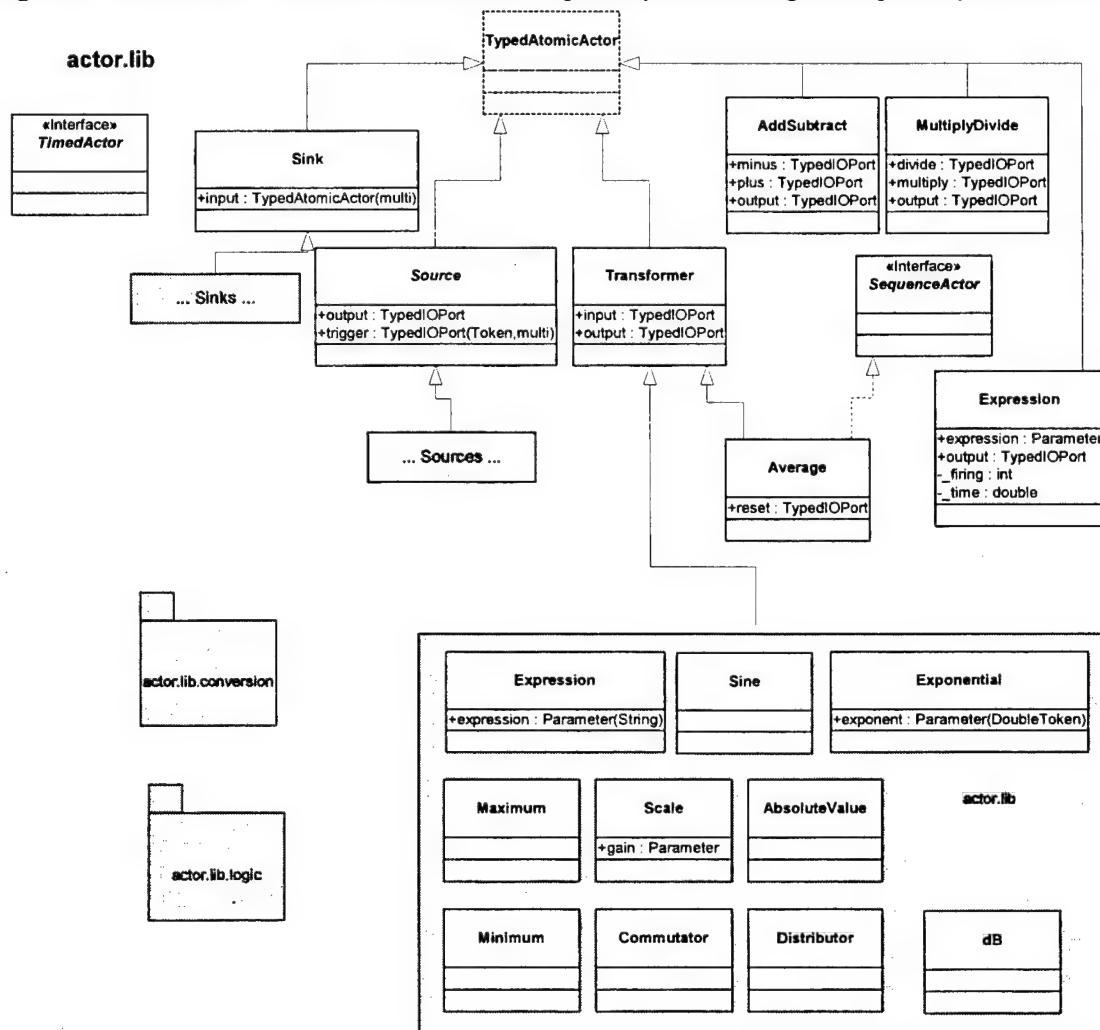 actor.lib
TypedAtomicActor
«Interface»
TimedActor
Sink
+input : TypedAtomicActor(multi)
AddSubtract
+minus : TypedIOPort
+plus : TypedIOPort
+output : TypedIOPort
MultiplyDivide
+divide : TypedIOPort
+multiply : TypedIOPort
+output : TypedIOPort
... Sinks ...
Source
+output : TypedIOPort
+trigger : TypedIOPort(Token,multi)
Transformer
+input : TypedIOPort
+output : TypedIOPort
«Interface»
SequenceActor
... Sources ...
Average
+reset : TypedIOPort
Expression
+expression : Parameter
+output : TypedIOPort
-_firing : int
-_time : double
actor.lib.conversion
actor.lib.logic
Expression
+expression : Parameter(String)
Sine
Exponential
+exponent : Parameter(DoubleToken)
Maximum
Scale
+gain : Parameter
AbsoluteValue
actor.lib
Minimum
Commutator
Distributor
dB